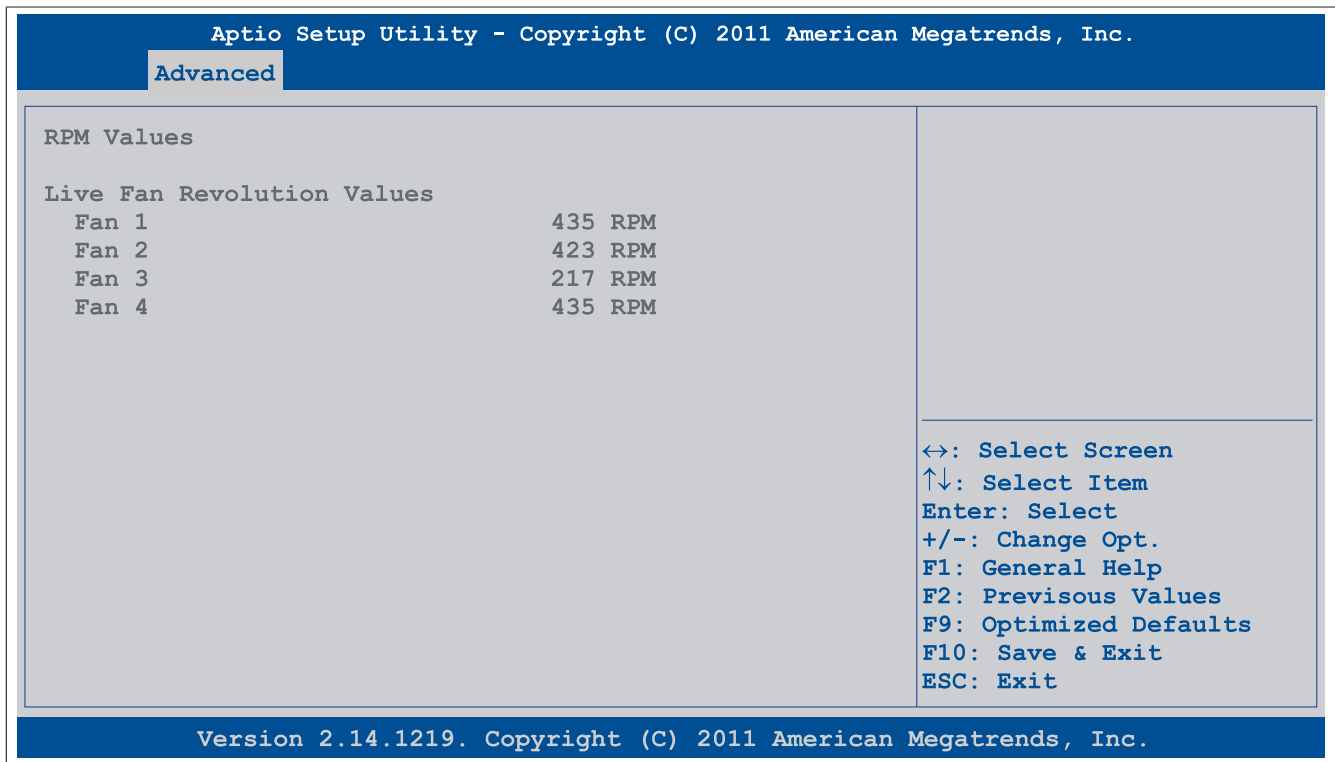 Aptio Setup Utility - Copyright (C) 2011 American Megatrends, Inc.
Advanced
RPM Values
Live Fan Revolution Values
Fan 1 435 RPM
Fan 2 423 RPM
Fan 3 217 RPM
Fan 4 435 RPM
↔: Select Screen
↑↓: Select Item
Enter: Select
+/-: Change Opt.
F1: General Help
F2: Previsous Values
F9: Optimized Defaults
F10: Save & Exit
ESC: Exit
Version 2.14.1219. Copyright (C) 2011 American Megatrends, Inc.